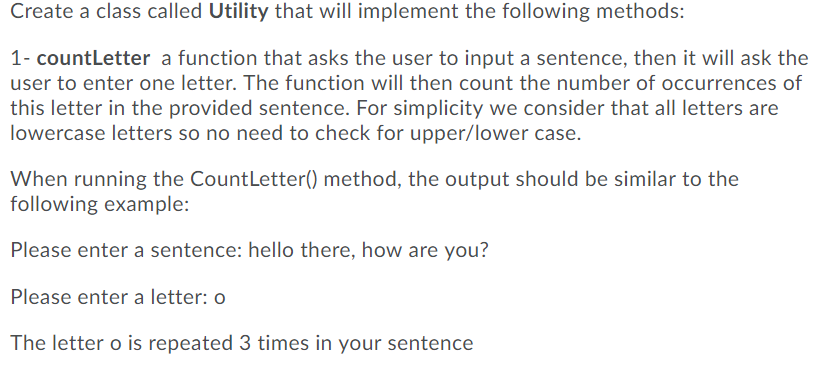 Create a class called Utility that will implement the following methods:
1- countLetter a function that asks the user to input a sentence, then it will ask the
user to enter one letter. The function will then count the number of occurrences of
this letter in the provided sentence. For simplicity we consider that all letters are
lowercase letters so no need to check for upper/lower case.
When running the CountLetter() method, the output should be similar to the
following example:
Please enter a sentence: hello there, how are you?
Please enter a letter: o
The letter o is repeated 3 times in your sentence